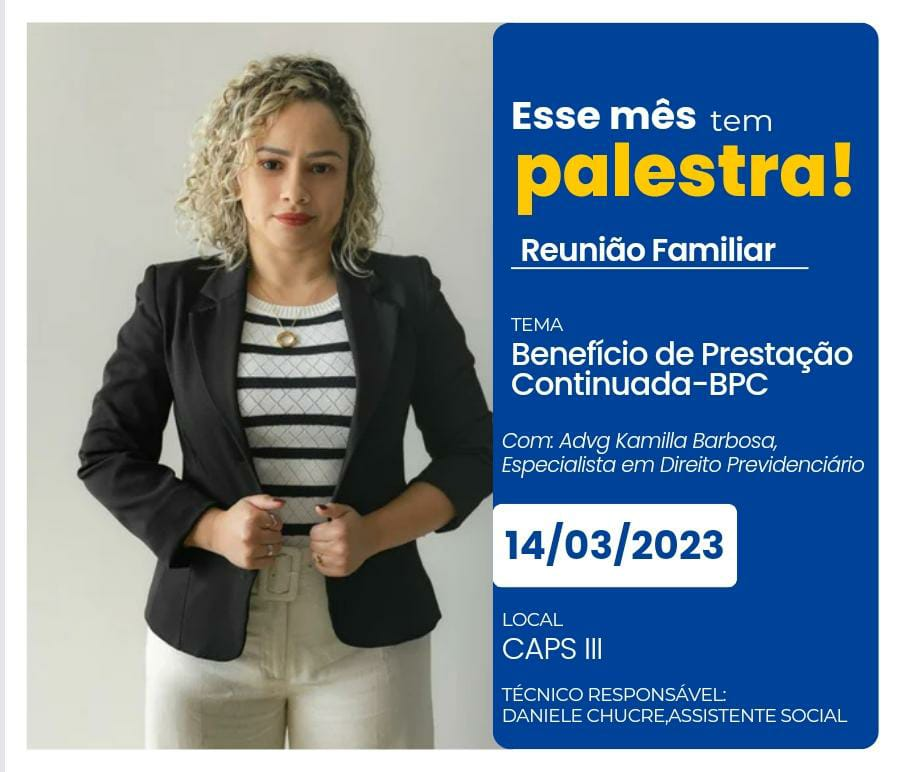 Esse mês tem
palestra!
Reunião Familiar
TEMA
Benefício de Prestação
Continuada-BPC
Com: Advg Kamilla Barbosa,
Especialista em Direito Previdenciário
14/03/2023
LOCAL
CAPS III
TÉCNICO RESPONSÁVEL:
DANIELE CHUCRE,ASSISTENTE SOCIAL